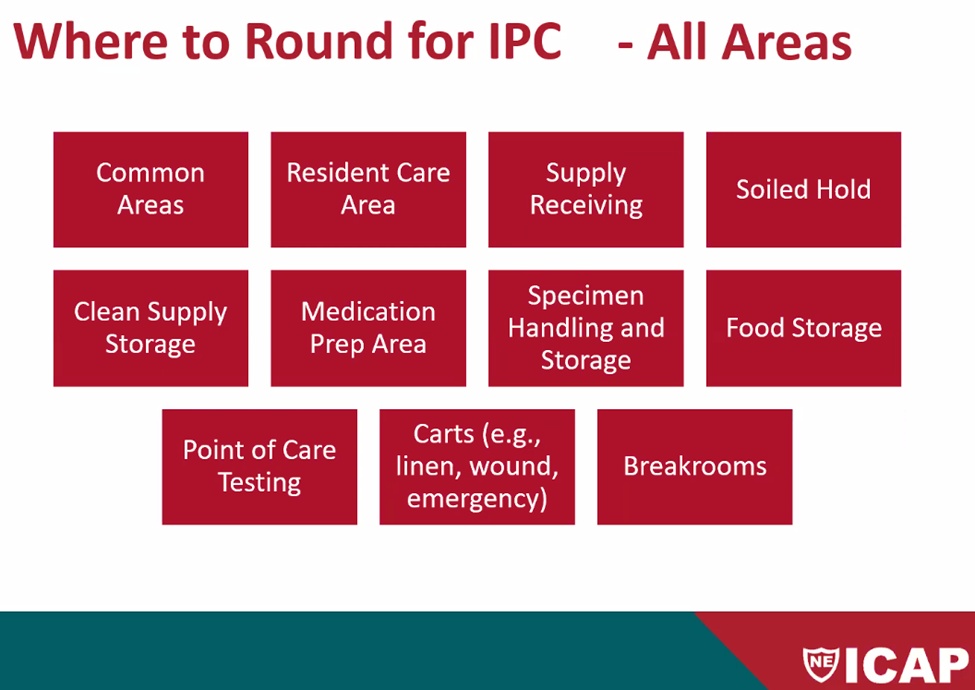 Where to Round for IPC - All Areas
Common
Areas
Resident Care
Area
Supply
Receiving
Soiled Hold
Clean Supply
Storage
Medication
Prep Area
Specimen
Handling and
Storage
Food Storage
Point of Care
Testing
Carts (e.g.,
linen, wound,
emergency)
Breakrooms
NE ICAP